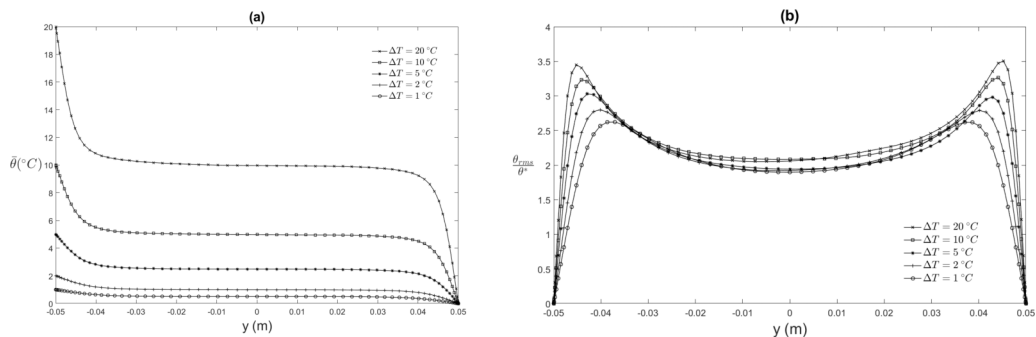 (a)
20
18
16
14
12
10
8
6
4
2
0
θ̄(°C)
ΔT = 20 °C
ΔT = 10 °C
ΔT = 5 °C
ΔT = 2 °C
ΔT = 1 °C
-0.05 -0.04 -0.03 -0.02 -0.01 0 0.01 0.02 0.03 0.04 0.05
y (m)
(b)
4
3.5
3
2.5
2
1.5
1
0.5
0
θrms
θ*
ΔT = 20 °C
ΔT = 10 °C
ΔT = 5 °C
ΔT = 2 °C
ΔT = 1 °C
-0.05 -0.04 -0.03 -0.02 -0.01 0 0.01 0.02 0.03 0.04 0.05
y (m)